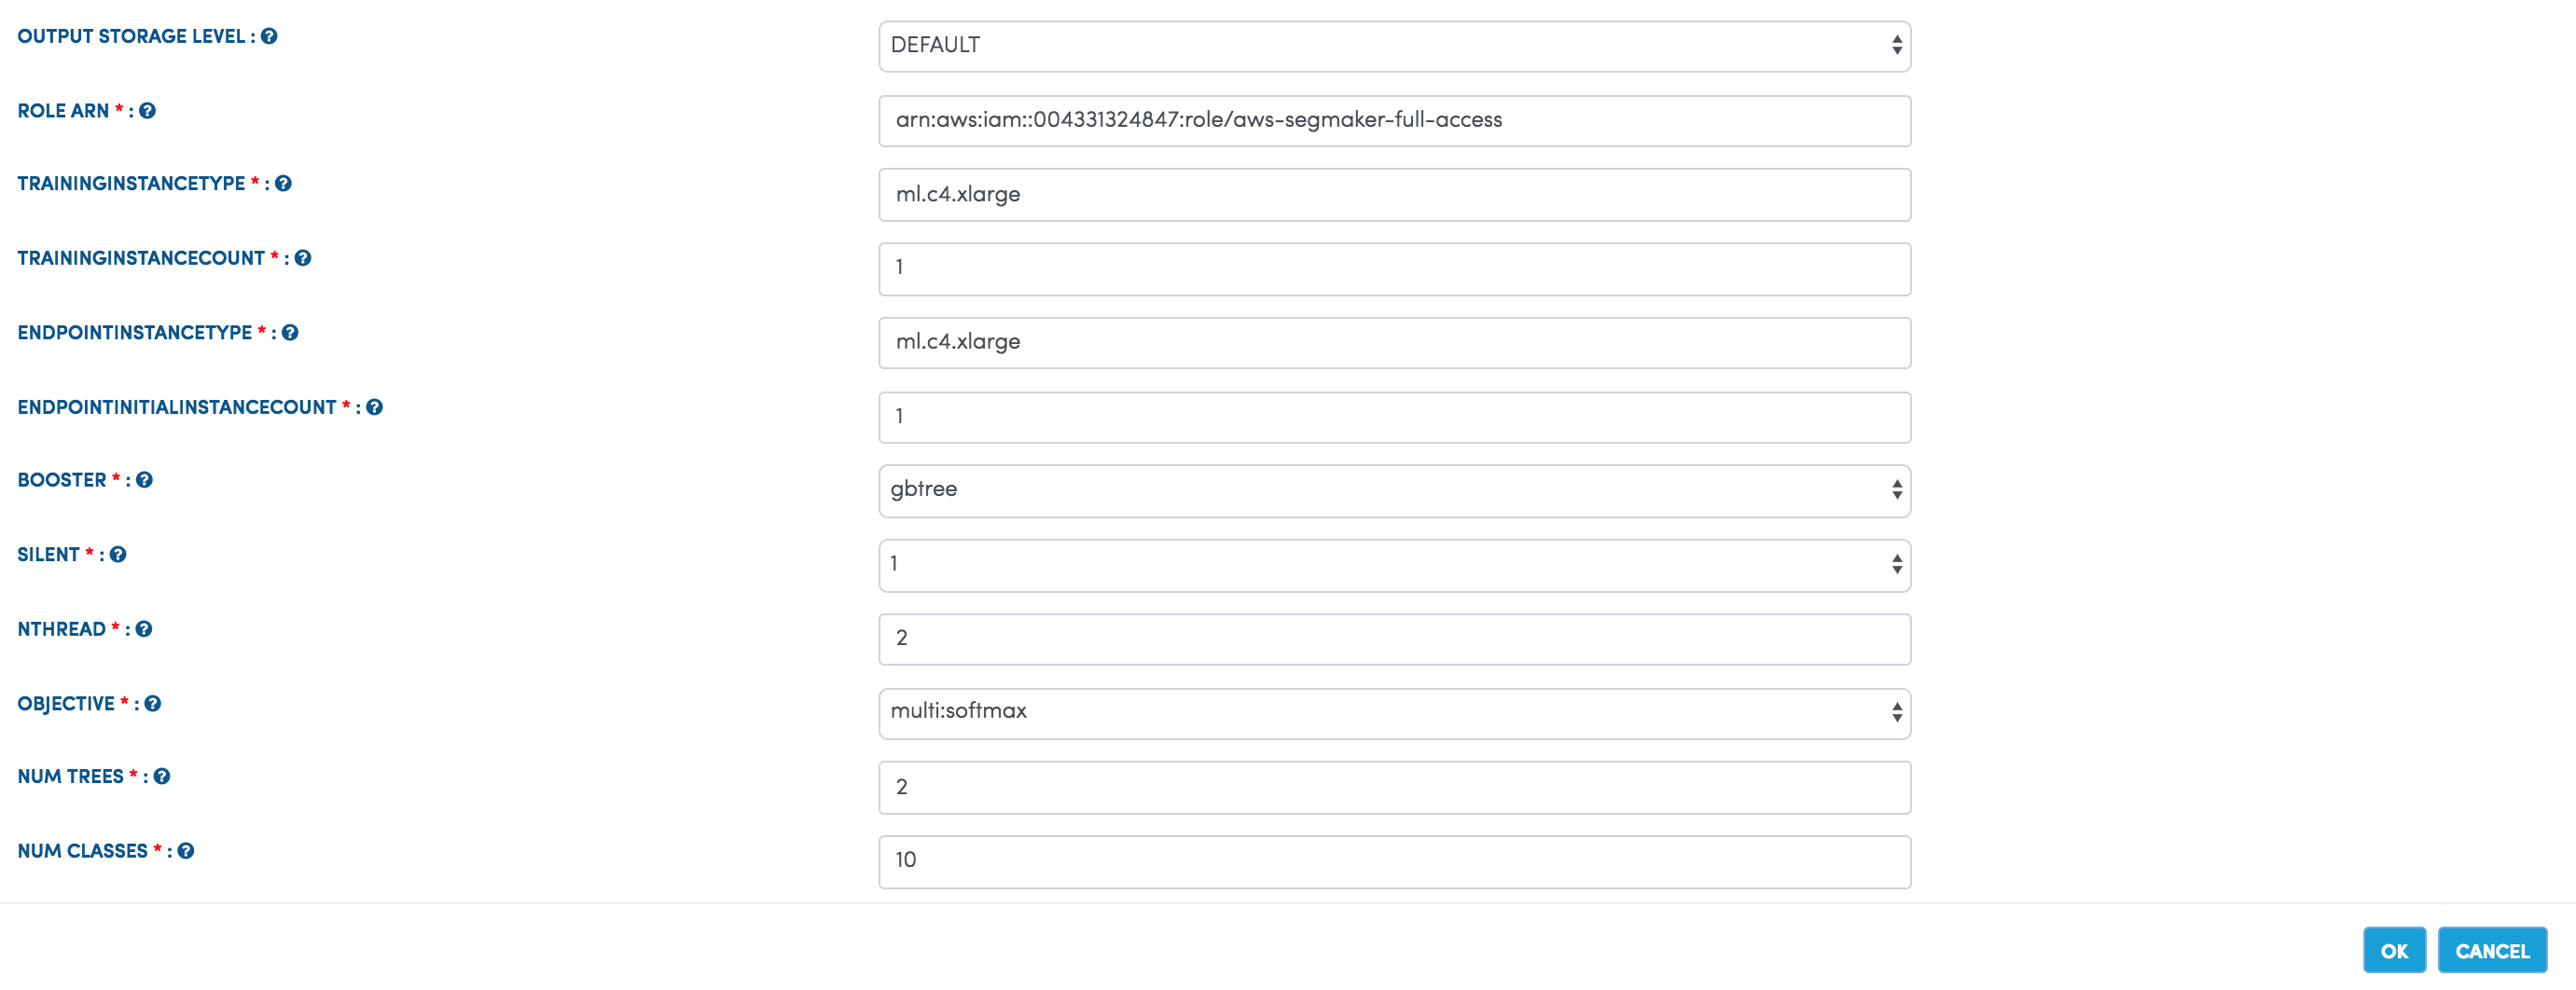 OUTPUT STORAGE LEVEL :
DEFAULT
ROLE ARN * :
arn:aws:iam::004331324847:role/aws-segmaker-full-access
TRAININGINSTANCETYPE * :
ml.c4.xlarge
TRAININGINSTANCECOUNT * :
1
ENDPOINTINSTANCETYPE * :
ml.c4.xlarge
ENDPOINTINITIALINSTANCECOUNT * :
1
BOOSTER * :
gbtree
SILENT * :
1
NTHREAD * :
2
OBJECTIVE * :
multi:softmax
NUM TREES * :
2
NUM CLASSES * :
10
OK CANCEL